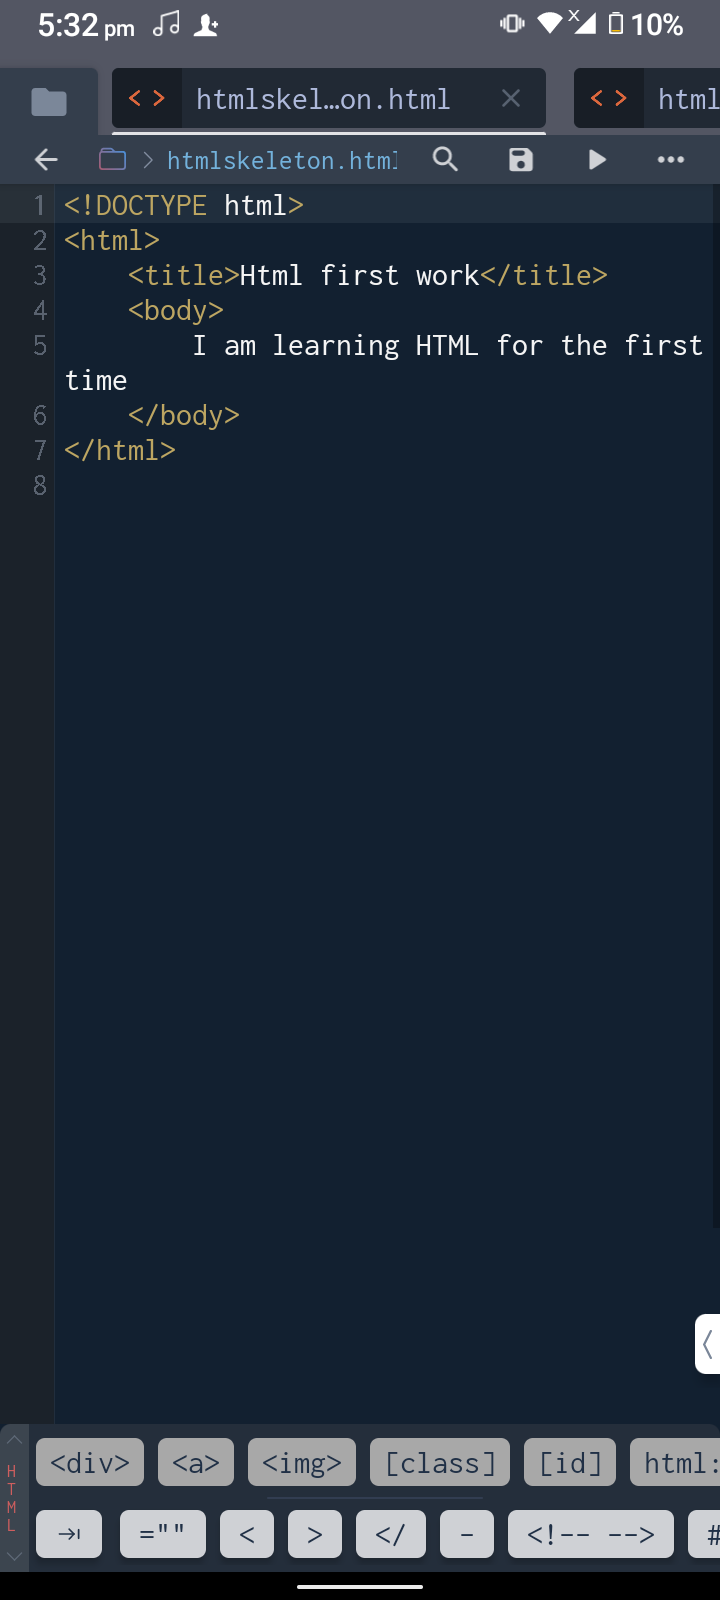 5:32 pm 10%
< > htmlskel…on.html × < > html
htmlskeleton.html
1 <!DOCTYPE html>
2 <html>
3     <title>Html first work</title>
4     <body>
5         I am learning HTML for the first
time
6     </body>
7 </html>
8
HTML
<div> <a> <img> [class] [id] html:
="" < > </ - <!-- --> #